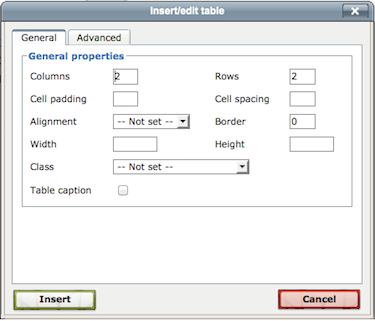 Insert/edit table
General Advanced
General properties
Columns 2 Rows 2
Cell padding Cell spacing
Alignment -- Not set -- Border 0
Width Height
Class -- Not set --
Table caption
Insert Cancel